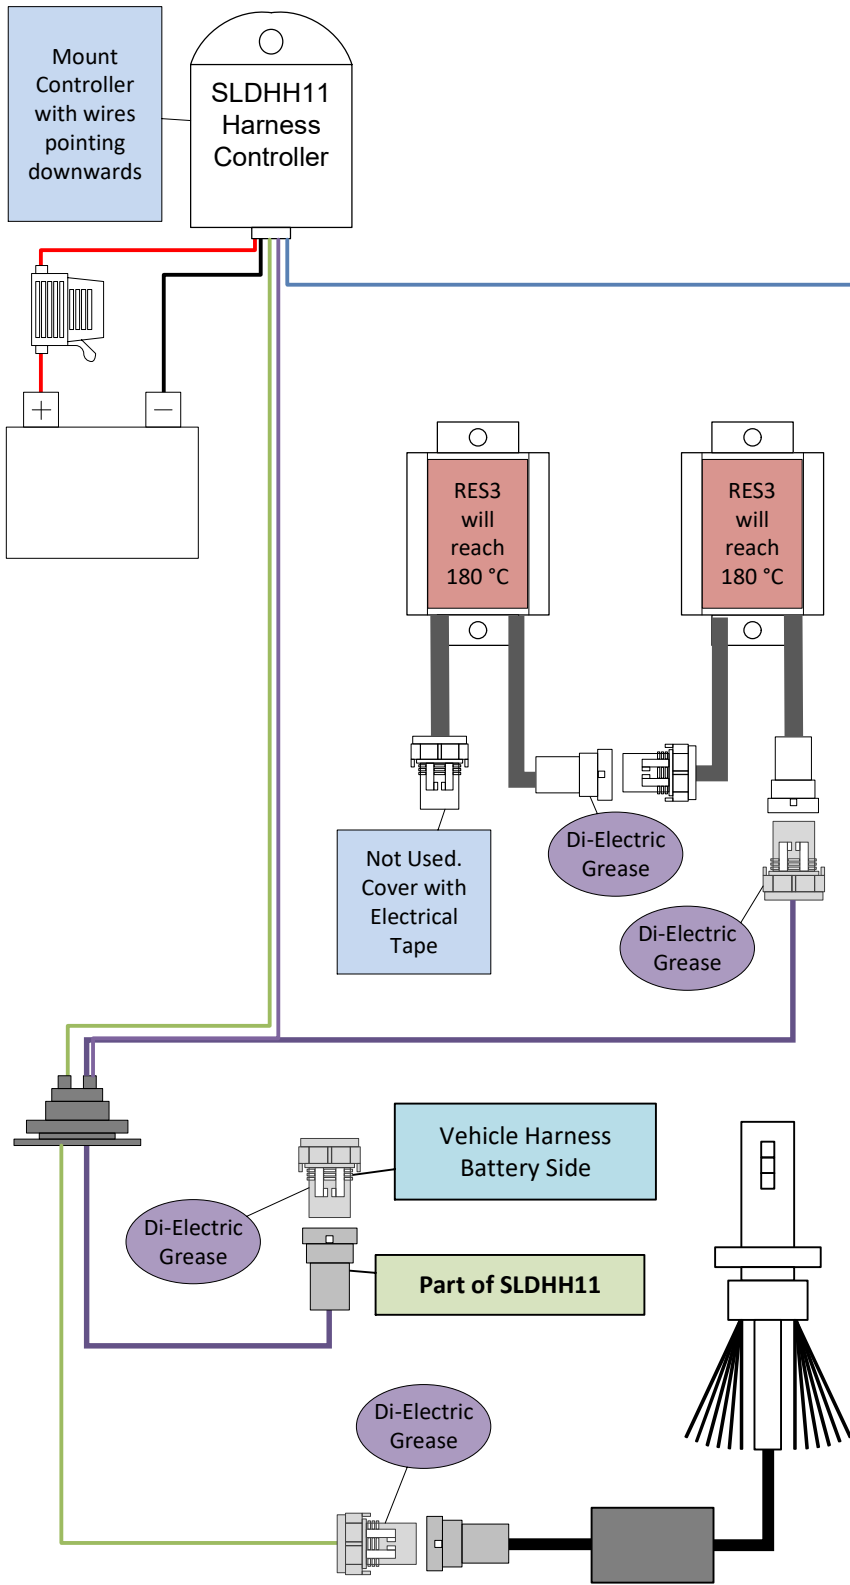 Mount
Controller
with wires
pointing
downwards
SLDHH11
Harness
Controller
+
—
RES3
will
reach
180 °C
RES3
will
reach
180 °C
Di-Electric
Grease
Not Used.
Cover with
Electrical
Tape
Di-Electric
Grease
Vehicle Harness
Battery Side
Di-Electric
Grease
Part of SLDHH11
Di-Electric
Grease